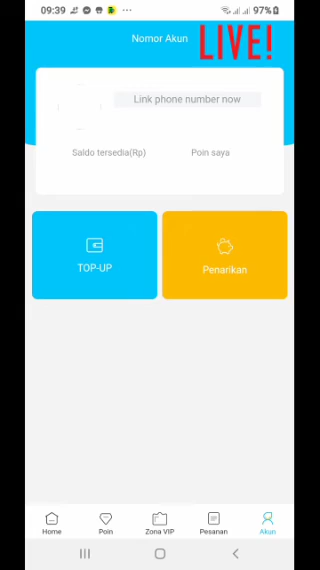 09:39 97%
Nomor Akun
LIVE!
Link phone number now
Saldo tersedia(Rp) Poin saya
TOP-UP Penarikan
Home Poin Zona VIP Pesanan Akun